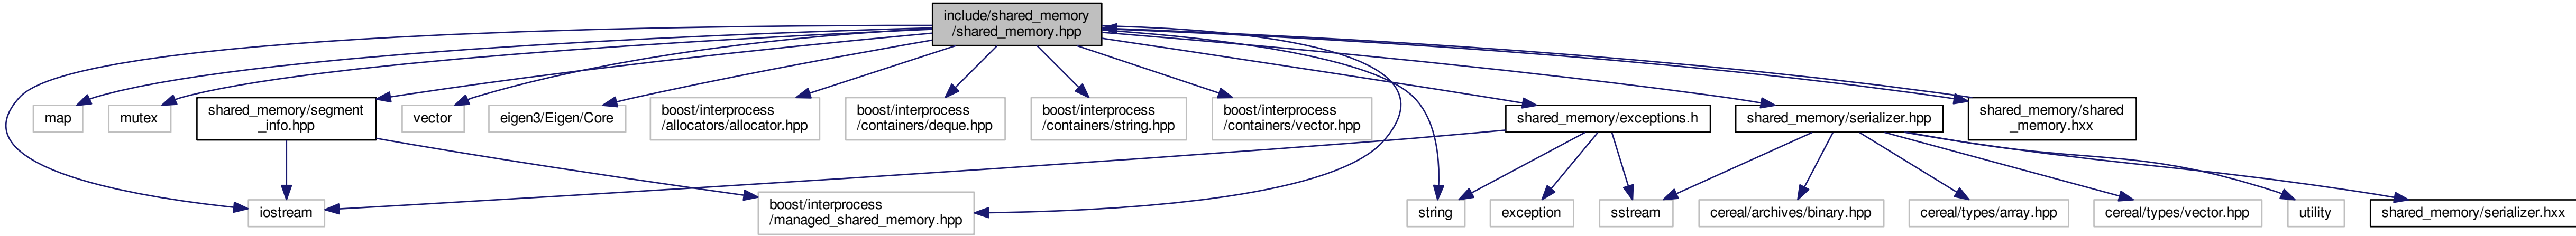 include/shared_memory
/shared_memory.hpp
map
mutex
shared_memory/segment
_info.hpp
vector
eigen3/Eigen/Core
boost/interprocess
/allocators/allocator.hpp
boost/interprocess
/containers/deque.hpp
boost/interprocess
/containers/string.hpp
boost/interprocess
/containers/vector.hpp
shared_memory/exceptions.h
shared_memory/serializer.hpp
shared_memory/shared
_memory.hxx
iostream
boost/interprocess
/managed_shared_memory.hpp
string
exception
sstream
cereal/archives/binary.hpp
cereal/types/array.hpp
cereal/types/vector.hpp
utility
shared_memory/serializer.hxx